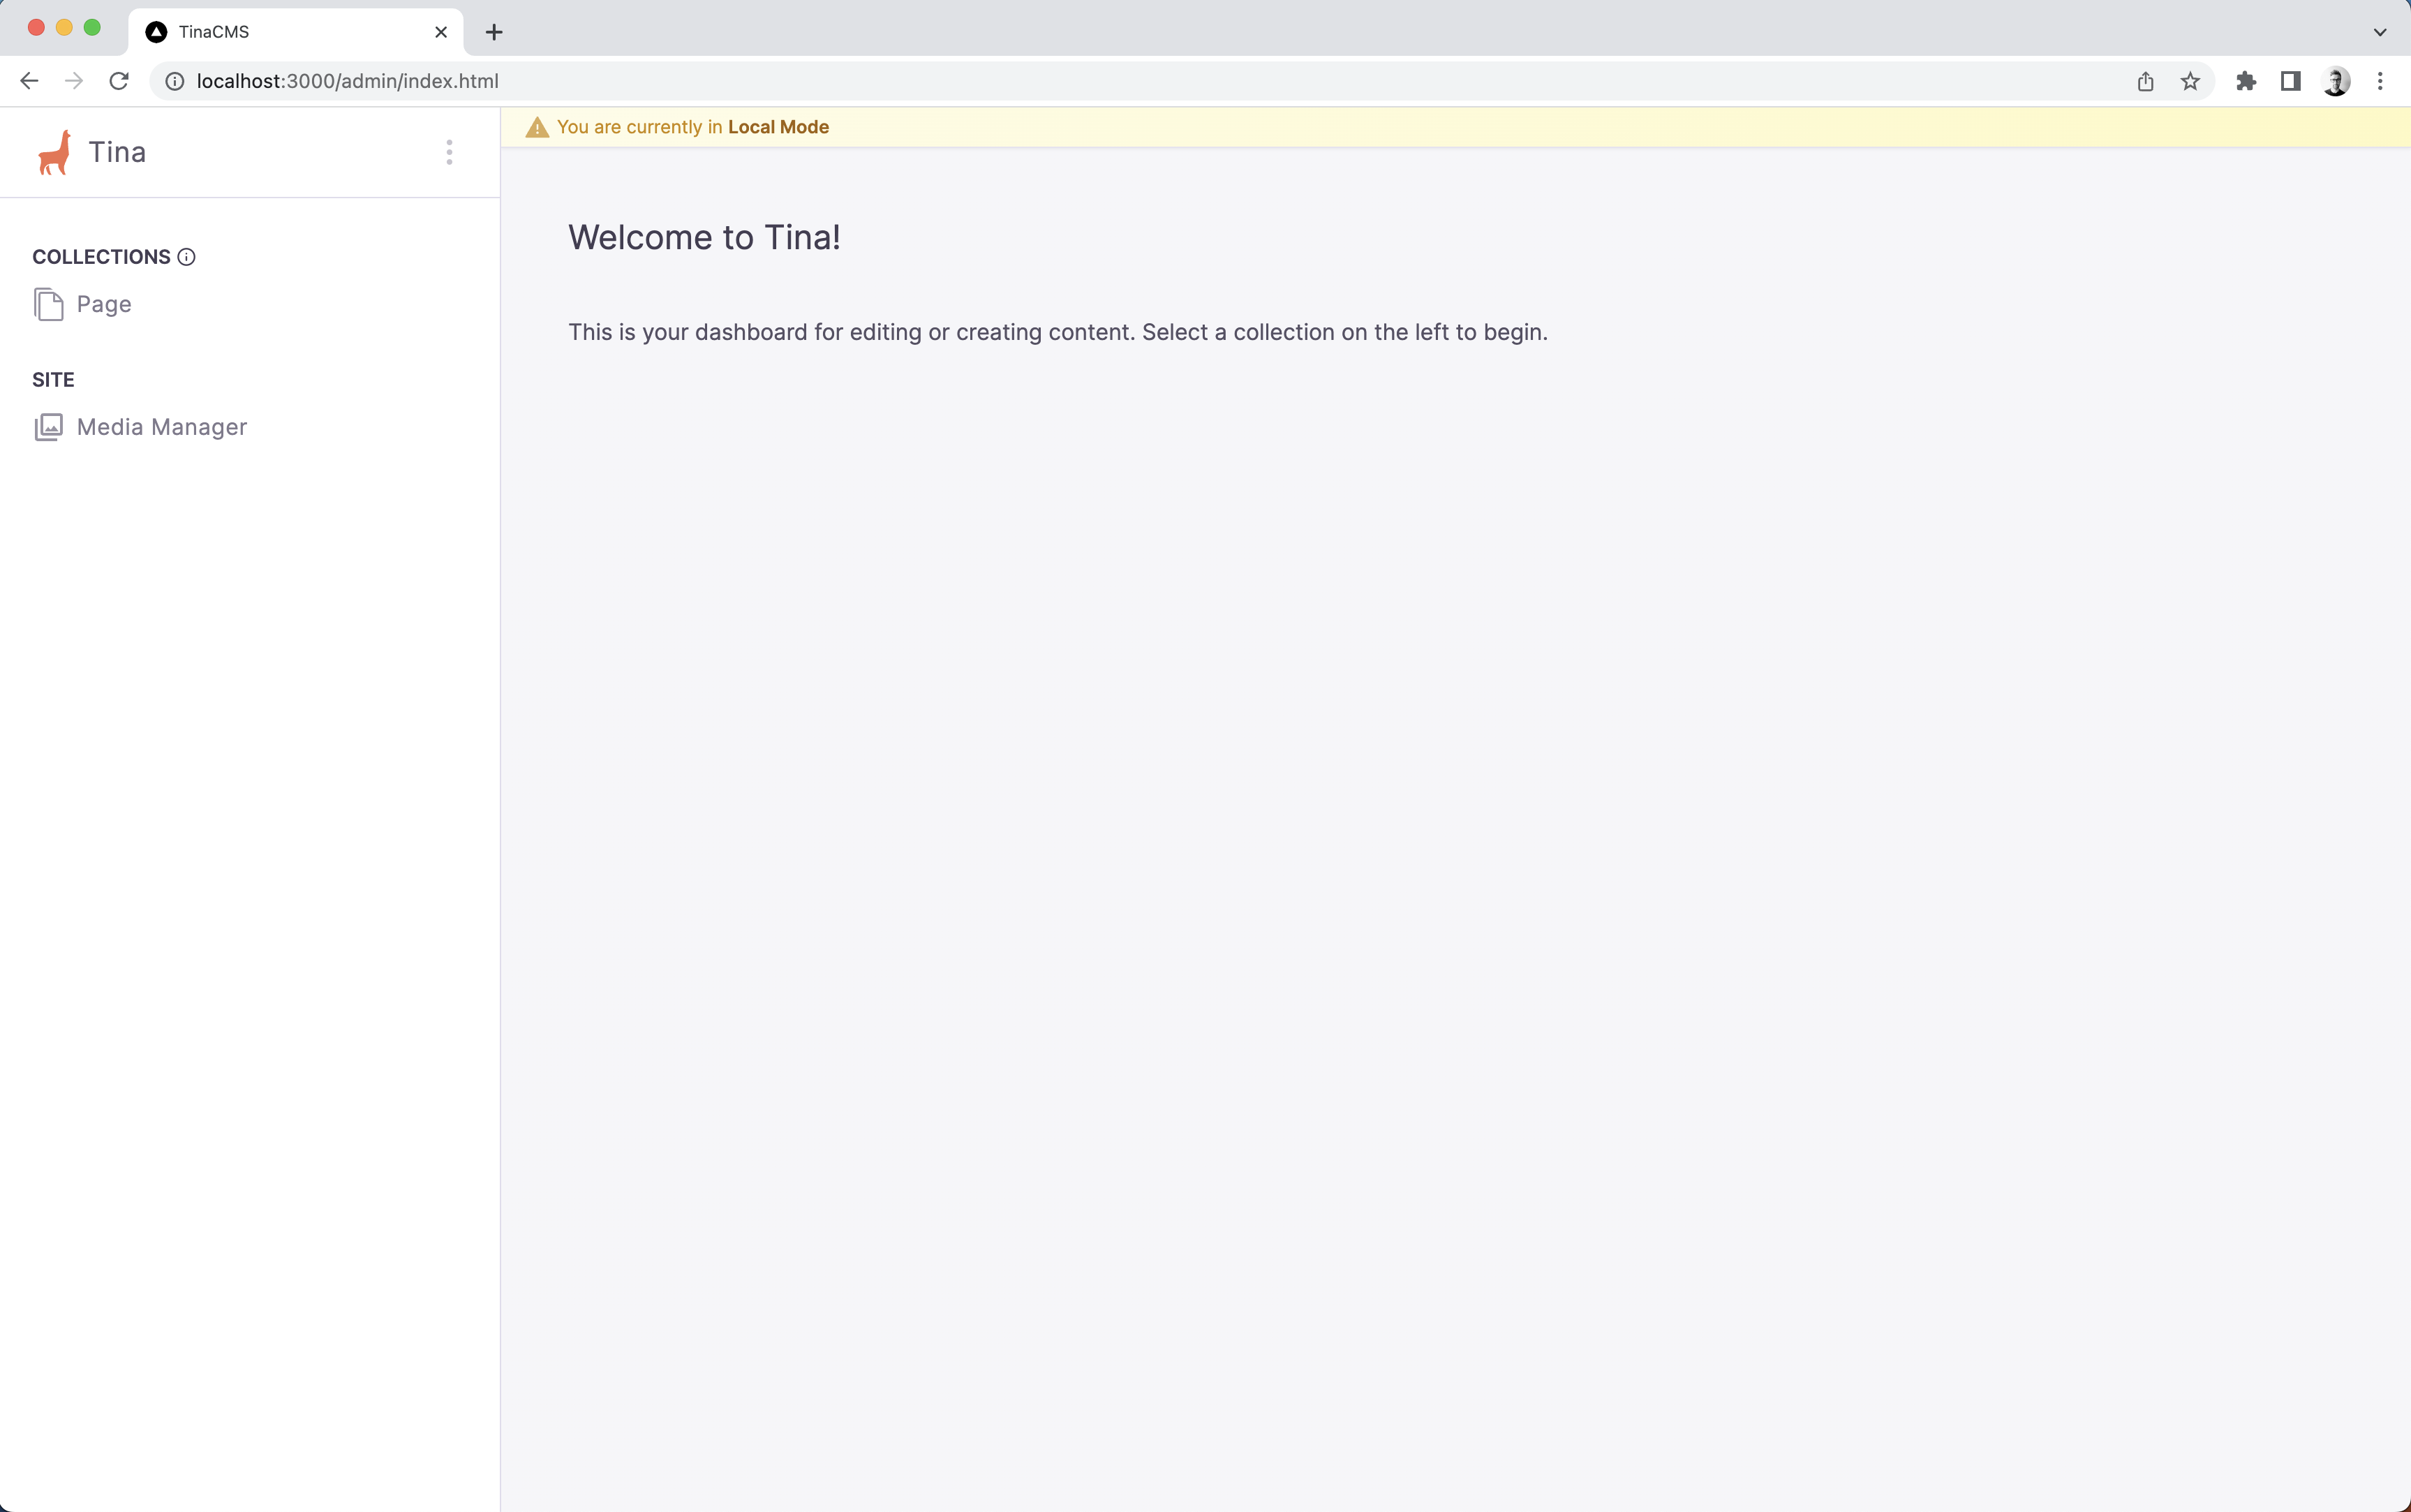 TinaCMS
localhost:3000/admin/index.html
Tina
You are currently in Local Mode
COLLECTIONS
Page
SITE
Media Manager
Welcome to Tina!
This is your dashboard for editing or creating content. Select a collection on the left to begin.